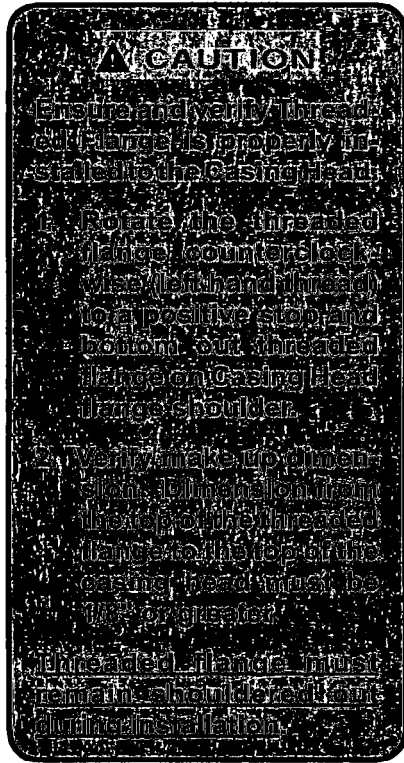 ⚠ CAUTION
Ensure and verify Thread-
ed Flange is properly in-
stalled to the Casing Head.
1. Rotate the threaded
flange counterclock-
wise (left hand thread)
to a positive stop and
bottom out threaded
flange on Casing Head
flange shoulder.
2. Verify make up dimen-
sion. Dimension from
the top of the threaded
flange to the top of the
casing head must be
or greater.
Threaded flange must
remain shouldered out
during installation.